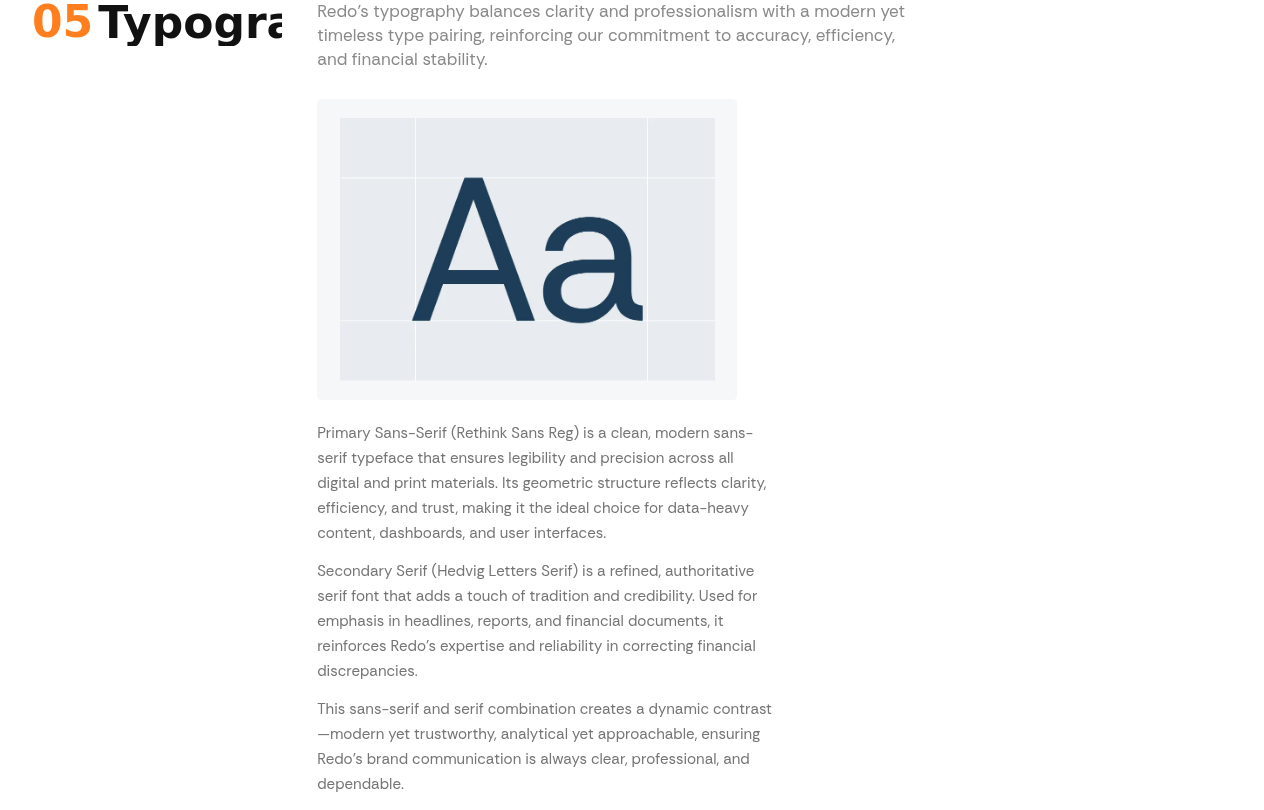 05 Typogra
Redo's typography balances clarity and professionalism with a modern yet
timeless type pairing, reinforcing our commitment to accuracy, efficiency,
and financial stability.
Aa
Primary Sans-Serif (Rethink Sans Reg) is a clean, modern sans-
serif typeface that ensures legibility and precision across all
digital and print materials. Its geometric structure reflects clarity,
efficiency, and trust, making it the ideal choice for data-heavy
content, dashboards, and user interfaces.
Secondary Serif (Hedvig Letters Serif) is a refined, authoritative
serif font that adds a touch of tradition and credibility. Used for
emphasis in headlines, reports, and financial documents, it
reinforces Redo's expertise and reliability in correcting financial
discrepancies.
This sans-serif and serif combination creates a dynamic contrast
—modern yet trustworthy, analytical yet approachable, ensuring
Redo's brand communication is always clear, professional, and
dependable.